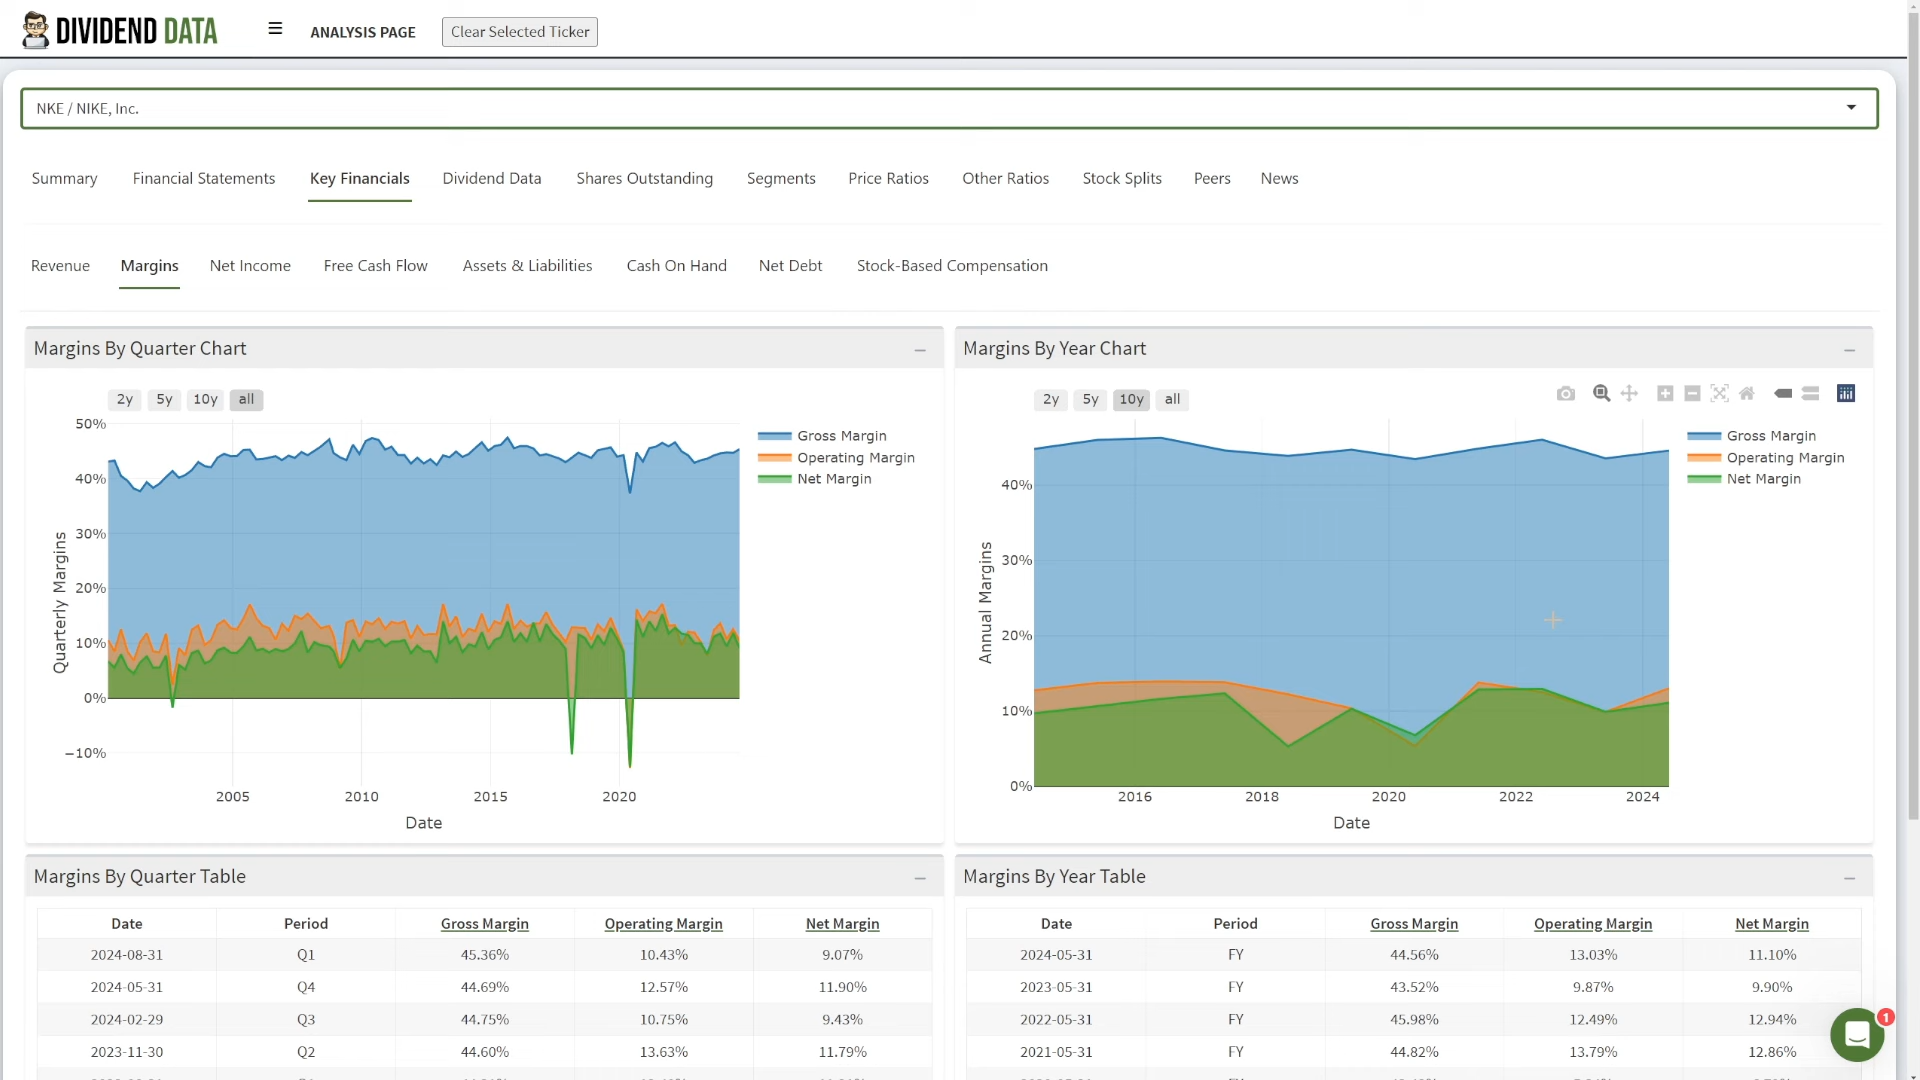 DIVIDEND DATA
☰
ANALYSIS PAGE
Clear Selected Ticker
NKE / NIKE, Inc.
Summary Financial Statements Key Financials Dividend Data Shares Outstanding Segments Price Ratios Other Ratios Stock Splits Peers News
Revenue Margins Net Income Free Cash Flow Assets & Liabilities Cash On Hand Net Debt Stock-Based Compensation
Margins By Quarter Chart
2y 5y 10y all
50%
40%
30%
20%
10%
0%
−10%
Quarterly Margins
2005 2010 2015 2020
Date
Gross Margin
Operating Margin
Net Margin
Margins By Year Chart
2y 5y 10y all
40%
30%
20%
10%
0%
Annual Margins
2016 2018 2020 2022 2024
Date
Gross Margin
Operating Margin
Net Margin
Margins By Quarter Table
Date Period Gross Margin Operating Margin Net Margin
2024-08-31 Q1 45.36% 10.43% 9.07%
2024-05-31 Q4 44.69% 12.57% 11.90%
2024-02-29 Q3 44.75% 10.75% 9.43%
2023-11-30 Q2 44.60% 13.63% 11.79%
Margins By Year Table
Date Period Gross Margin Operating Margin Net Margin
2024-05-31 FY 44.56% 13.03% 11.10%
2023-05-31 FY 43.52% 9.87% 9.90%
2022-05-31 FY 45.98% 12.49% 12.94%
2021-05-31 FY 44.82% 13.79% 12.86%
1